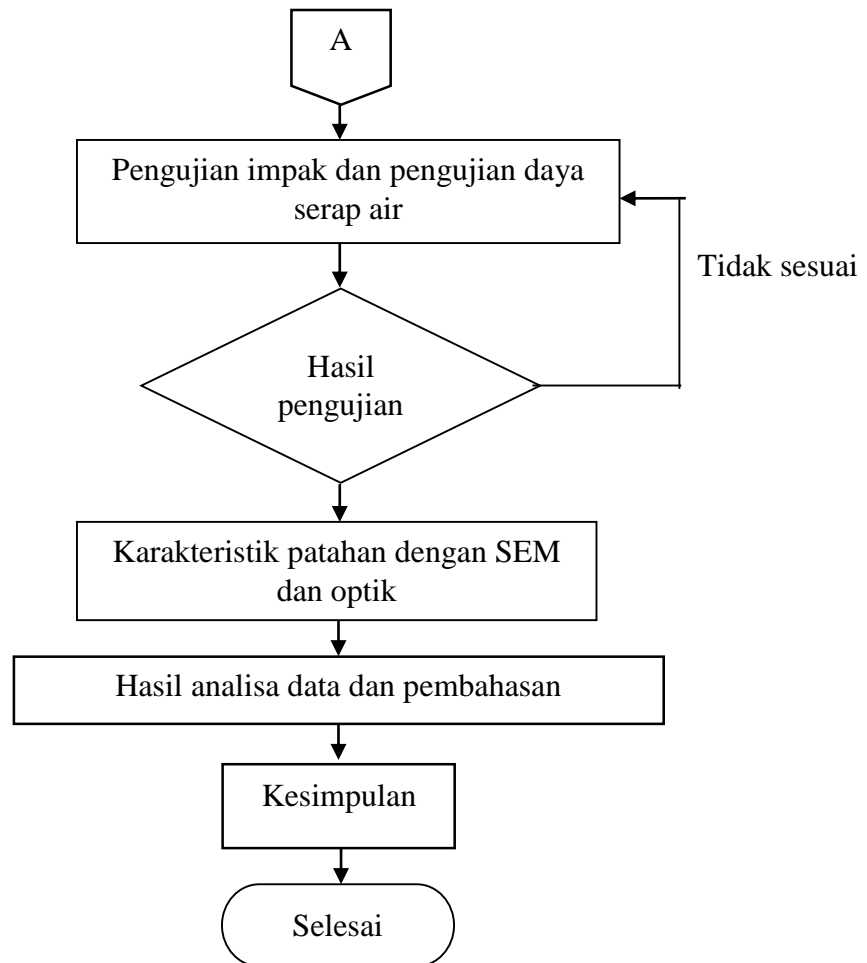 A
Pengujian impak dan pengujian daya
serap air
Tidak sesuai
Hasil
pengujian
Karakteristik patahan dengan SEM
dan optik
Hasil analisa data dan pembahasan
Kesimpulan
Selesai